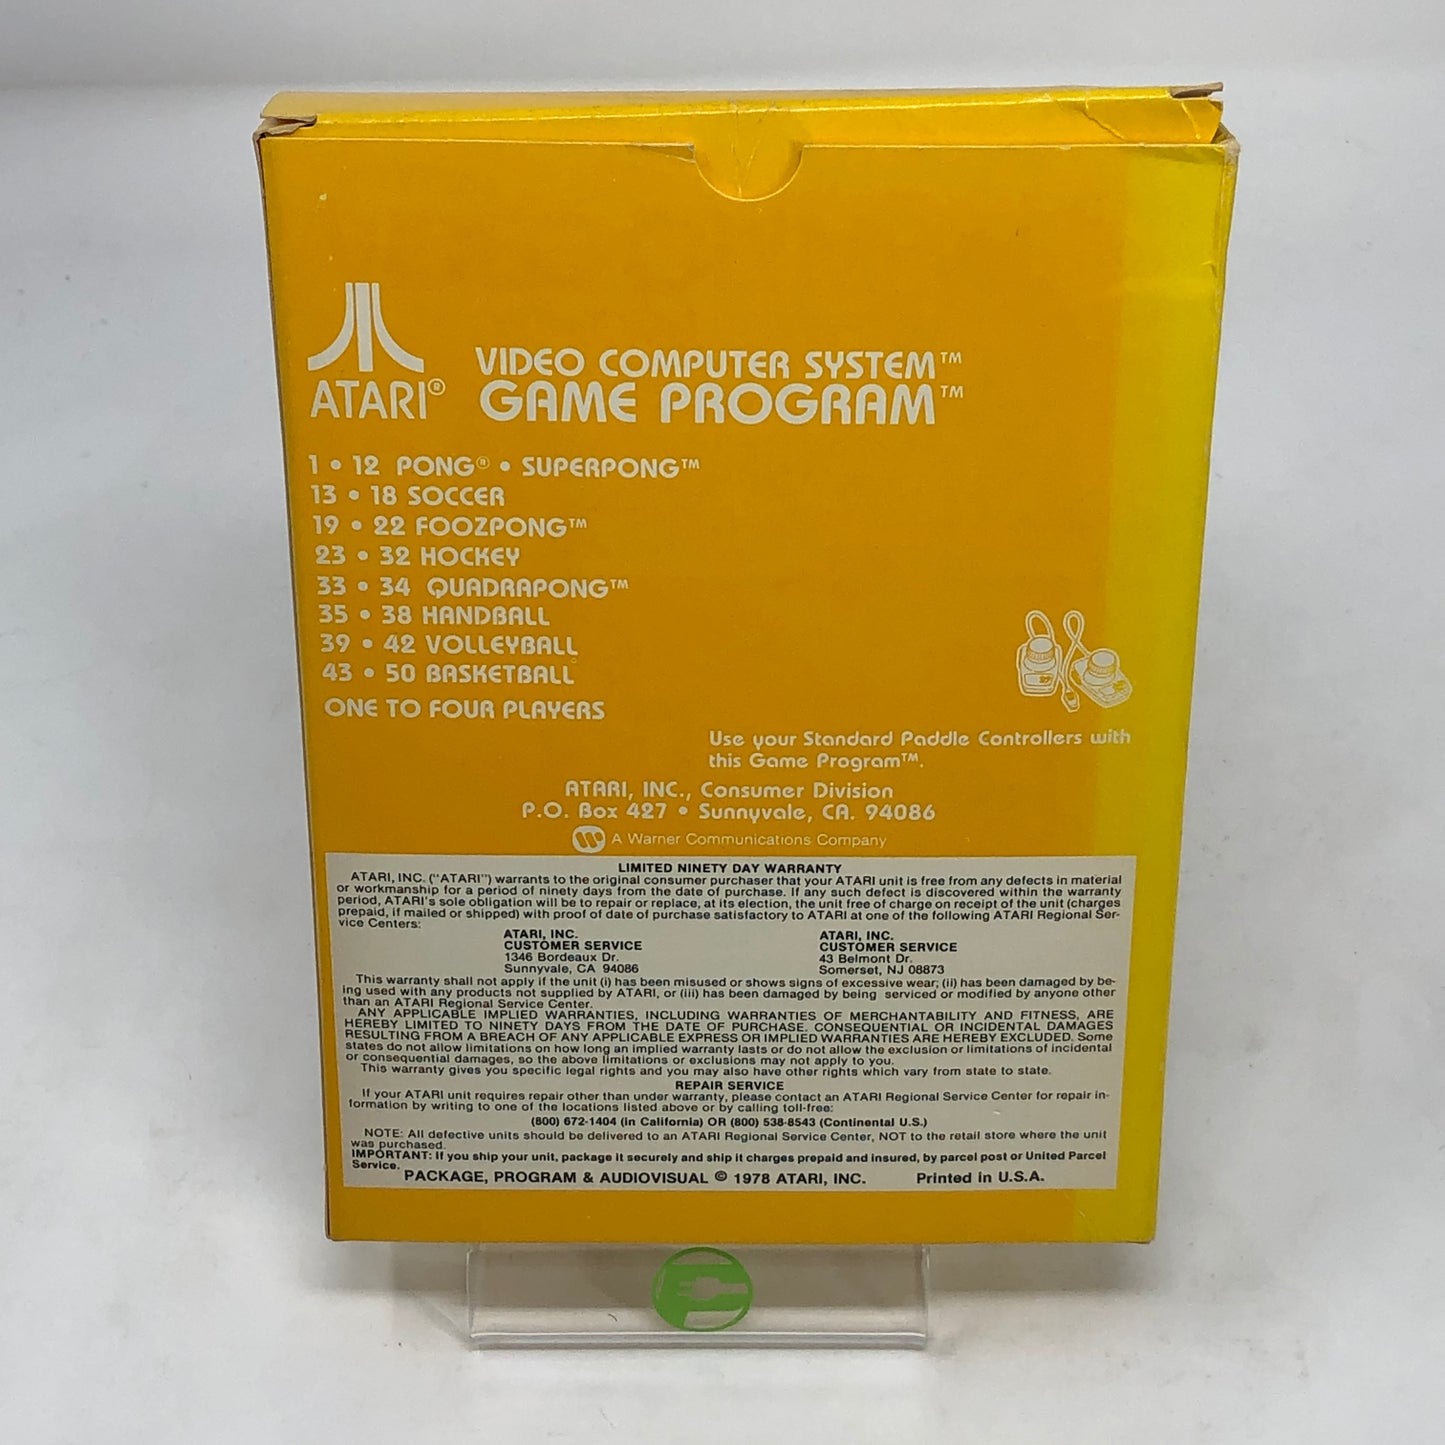 ATARI®
VIDEO COMPUTER SYSTEM™
GAME PROGRAM™
1 • 12 PONG® • SUPERPONG™
13 • 18 SOCCER
19 • 22 FOOZPONG™
23 • 32 HOCKEY
33 • 34 QUADRAPONG™
35 • 38 HANDBALL
39 • 42 VOLLEYBALL
43 • 50 BASKETBALL
ONE TO FOUR PLAYERS
Use your Standard Paddle Controllers with
this Game Program™.
ATARI, INC., Consumer Division
P.O. Box 427 • Sunnyvale, CA. 94086
A Warner Communications Company
LIMITED NINETY DAY WARRANTY
ATARI, INC. ("ATARI") warrants to the original consumer purchaser that your ATARI unit is free from any defects in material
or workmanship for a period of ninety days from the date of purchase. If any such defect is discovered within the warranty
period, ATARI's sole obligation will be to repair or replace, at its election, the unit free of charge on receipt of the unit (charges
prepaid, if mailed or shipped) with proof of date of purchase satisfactory to ATARI at one of the following ATARI Regional Ser-
vice Centers:
ATARI, INC.
CUSTOMER SERVICE
1346 Bordeaux Dr.
Sunnyvale, CA 94086
ATARI, INC.
CUSTOMER SERVICE
43 Belmont Dr.
Somerset, NJ 08873
This warranty shall not apply if the unit (i) has been misused or shows signs of excessive wear; (ii) has been damaged by be-
ing used with any products not supplied by ATARI, or (iii) has been damaged by being serviced or modified by anyone other
than an ATARI Regional Service Center.
ANY APPLICABLE IMPLIED WARRANTIES, INCLUDING WARRANTIES OF MERCHANTABILITY AND FITNESS, ARE
HEREBY LIMITED TO NINETY DAYS FROM THE DATE OF PURCHASE. CONSEQUENTIAL OR INCIDENTAL DAMAGES
RESULTING FROM A BREACH OF ANY APPLICABLE EXPRESS OR IMPLIED WARRANTIES ARE HEREBY EXCLUDED. Some
states do not allow limitations on how long an implied warranty lasts or do not allow the exclusion or limitations of incidental
or consequential damages, so the above limitations or exclusions may not apply to you.
This warranty gives you specific legal rights and you may also have other rights which vary from state to state.
REPAIR SERVICE
If your ATARI unit requires repair other than under warranty, please contact an ATARI Regional Service Center for repair in-
formation by writing to one of the locations listed above or by calling toll-free:
(800) 672-1404 (in California) OR (800) 538-8543 (Continental U.S.)
NOTE: All defective units should be delivered to an ATARI Regional Service Center, NOT to the retail store where the unit
was purchased.
IMPORTANT: If you ship your unit, package it securely and ship it charges prepaid and insured, by parcel post or United Parcel
Service.
PACKAGE, PROGRAM & AUDIOVISUAL © 1978 ATARI, INC. Printed in U.S.A.